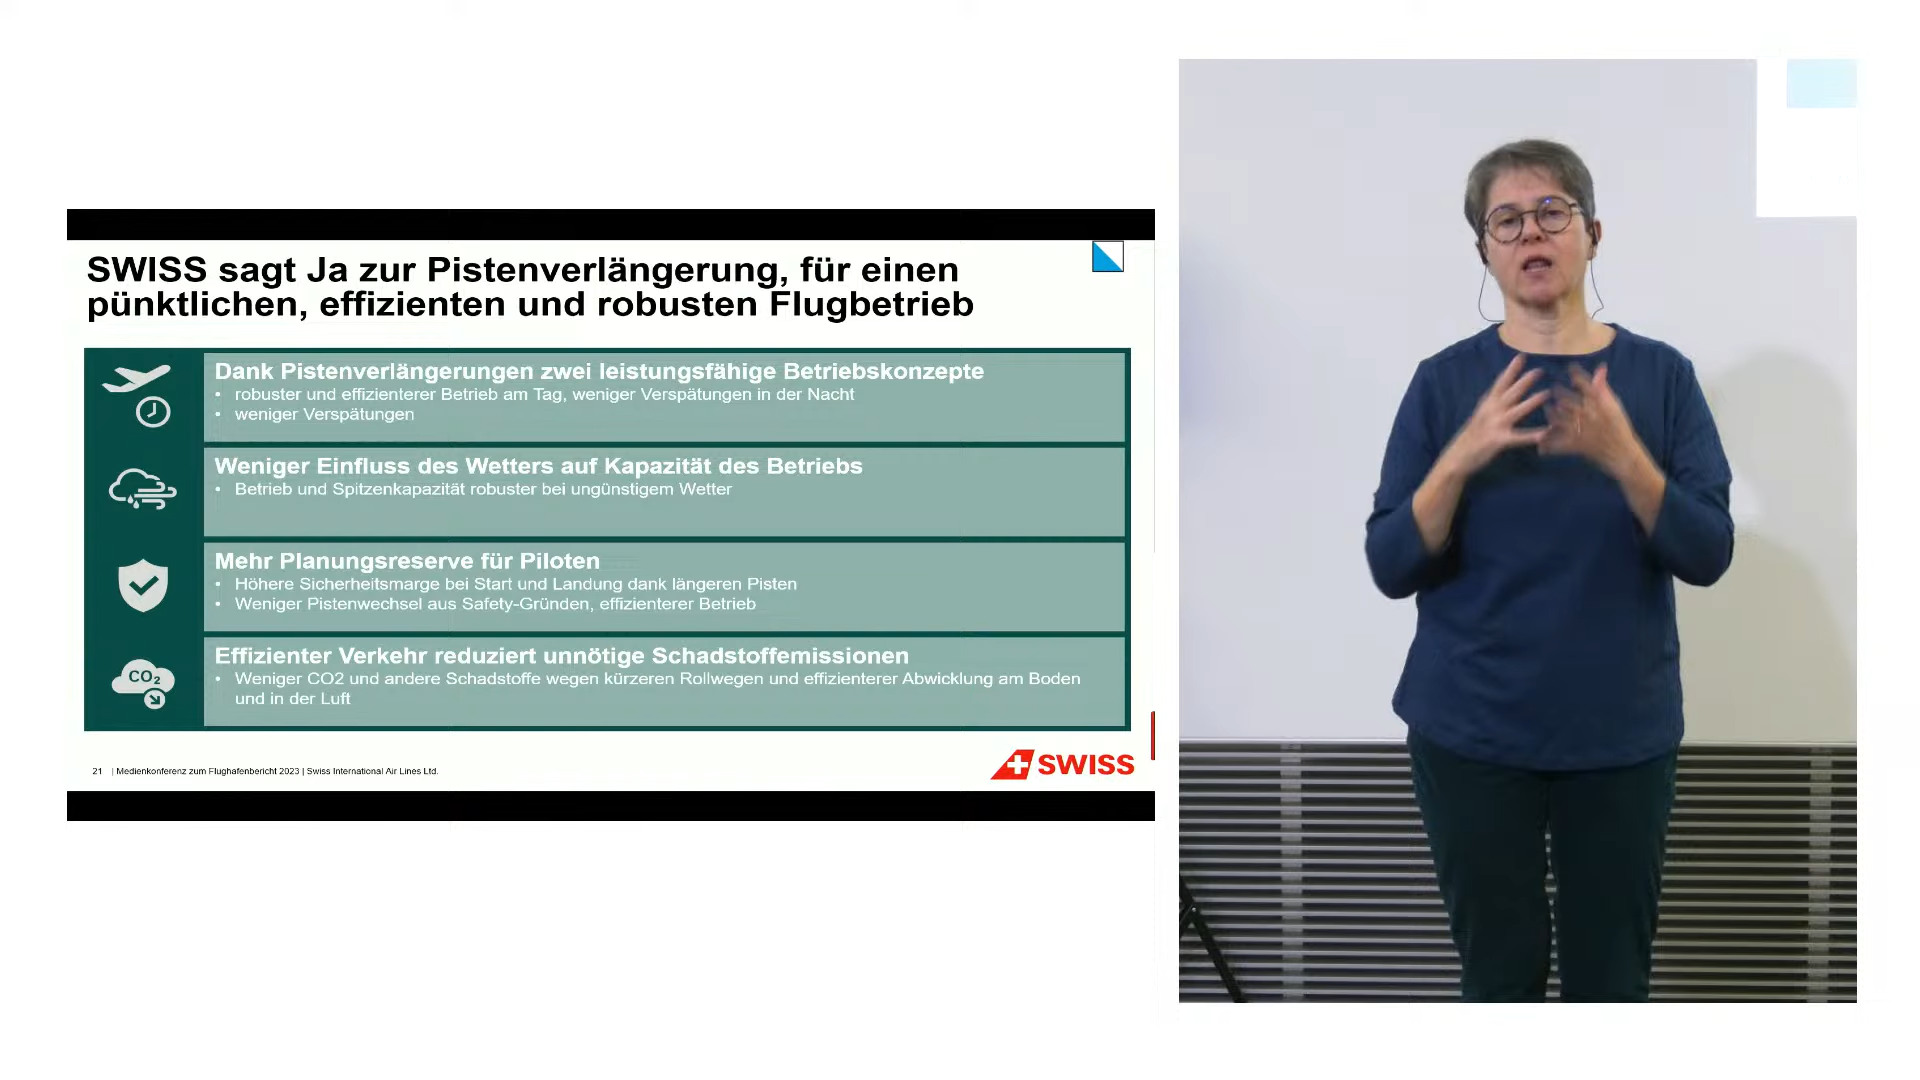 SWISS sagt Ja zur Pistenverlängerung, für einen
pünktlichen, effizienten und robusten Flugbetrieb
Dank Pistenverlängerungen zwei leistungsfähige Betriebskonzepte
• robuster und effizienterer Betrieb am Tag, weniger Verspätungen in der Nacht
• weniger Verspätungen
Weniger Einfluss des Wetters auf Kapazität des Betriebs
• Betrieb und Spitzenkapazität robuster bei ungünstigem Wetter
Mehr Planungsreserve für Piloten
• Höhere Sicherheitsmarge bei Start und Landung dank längeren Pisten
• Weniger Pistenwechsel aus Safety-Gründen, effizienterer Betrieb
CO₂
Effizienter Verkehr reduziert unnötige Schadstoffemissionen
• Weniger CO2 und andere Schadstoffe wegen kürzeren Rollwegen und effizienterer Abwicklung am Boden
und in der Luft
21 | Medienkonferenz zum Flughafenbericht 2023 | Swiss International Air Lines Ltd.
SWISS